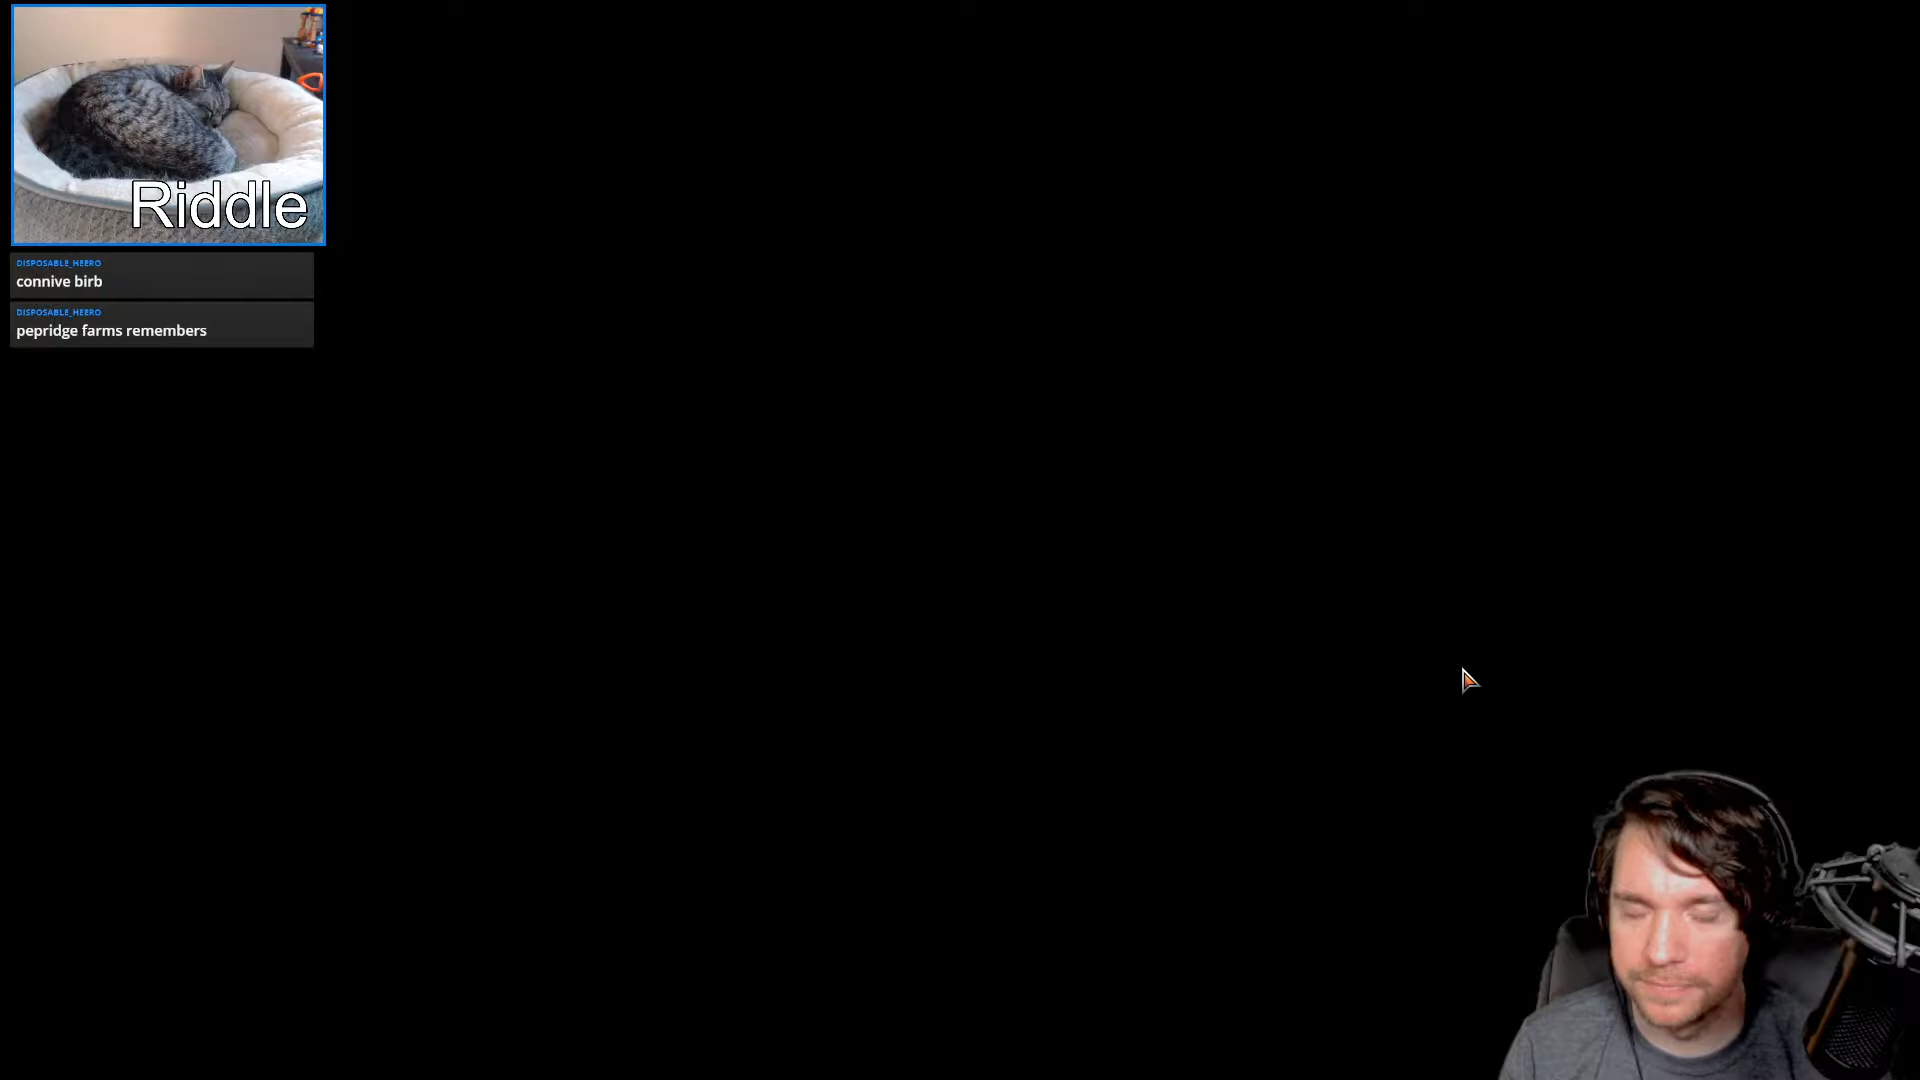 Riddle
DISPOSABLE_HEERO
connive birb
DISPOSABLE_HEERO
pepridge farms remembers